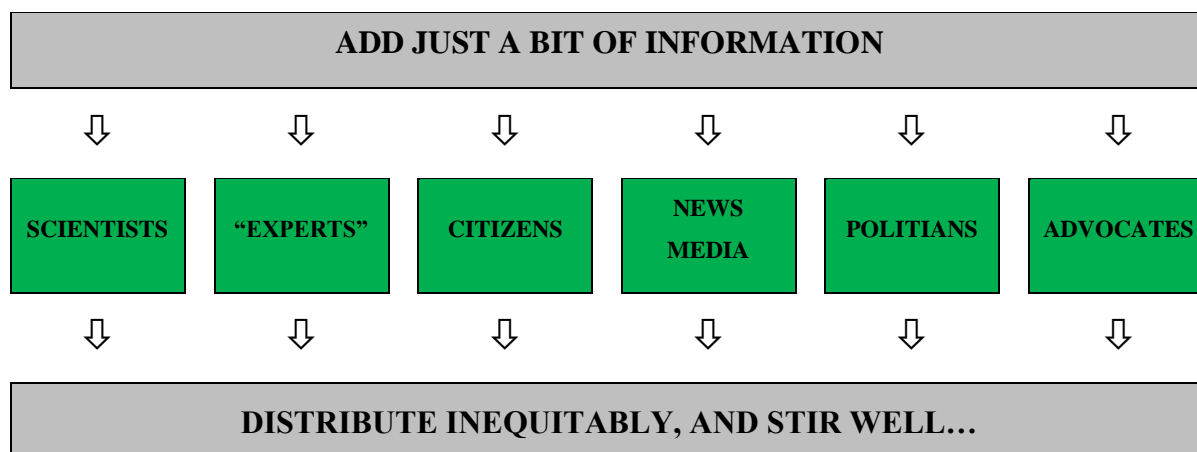 ADD JUST A BIT OF INFORMATION
SCIENTISTS
“EXPERTS”
CITIZENS
NEWS
MEDIA
POLITIANS
ADVOCATES
DISTRIBUTE INEQUITABLY, AND STIR WELL…